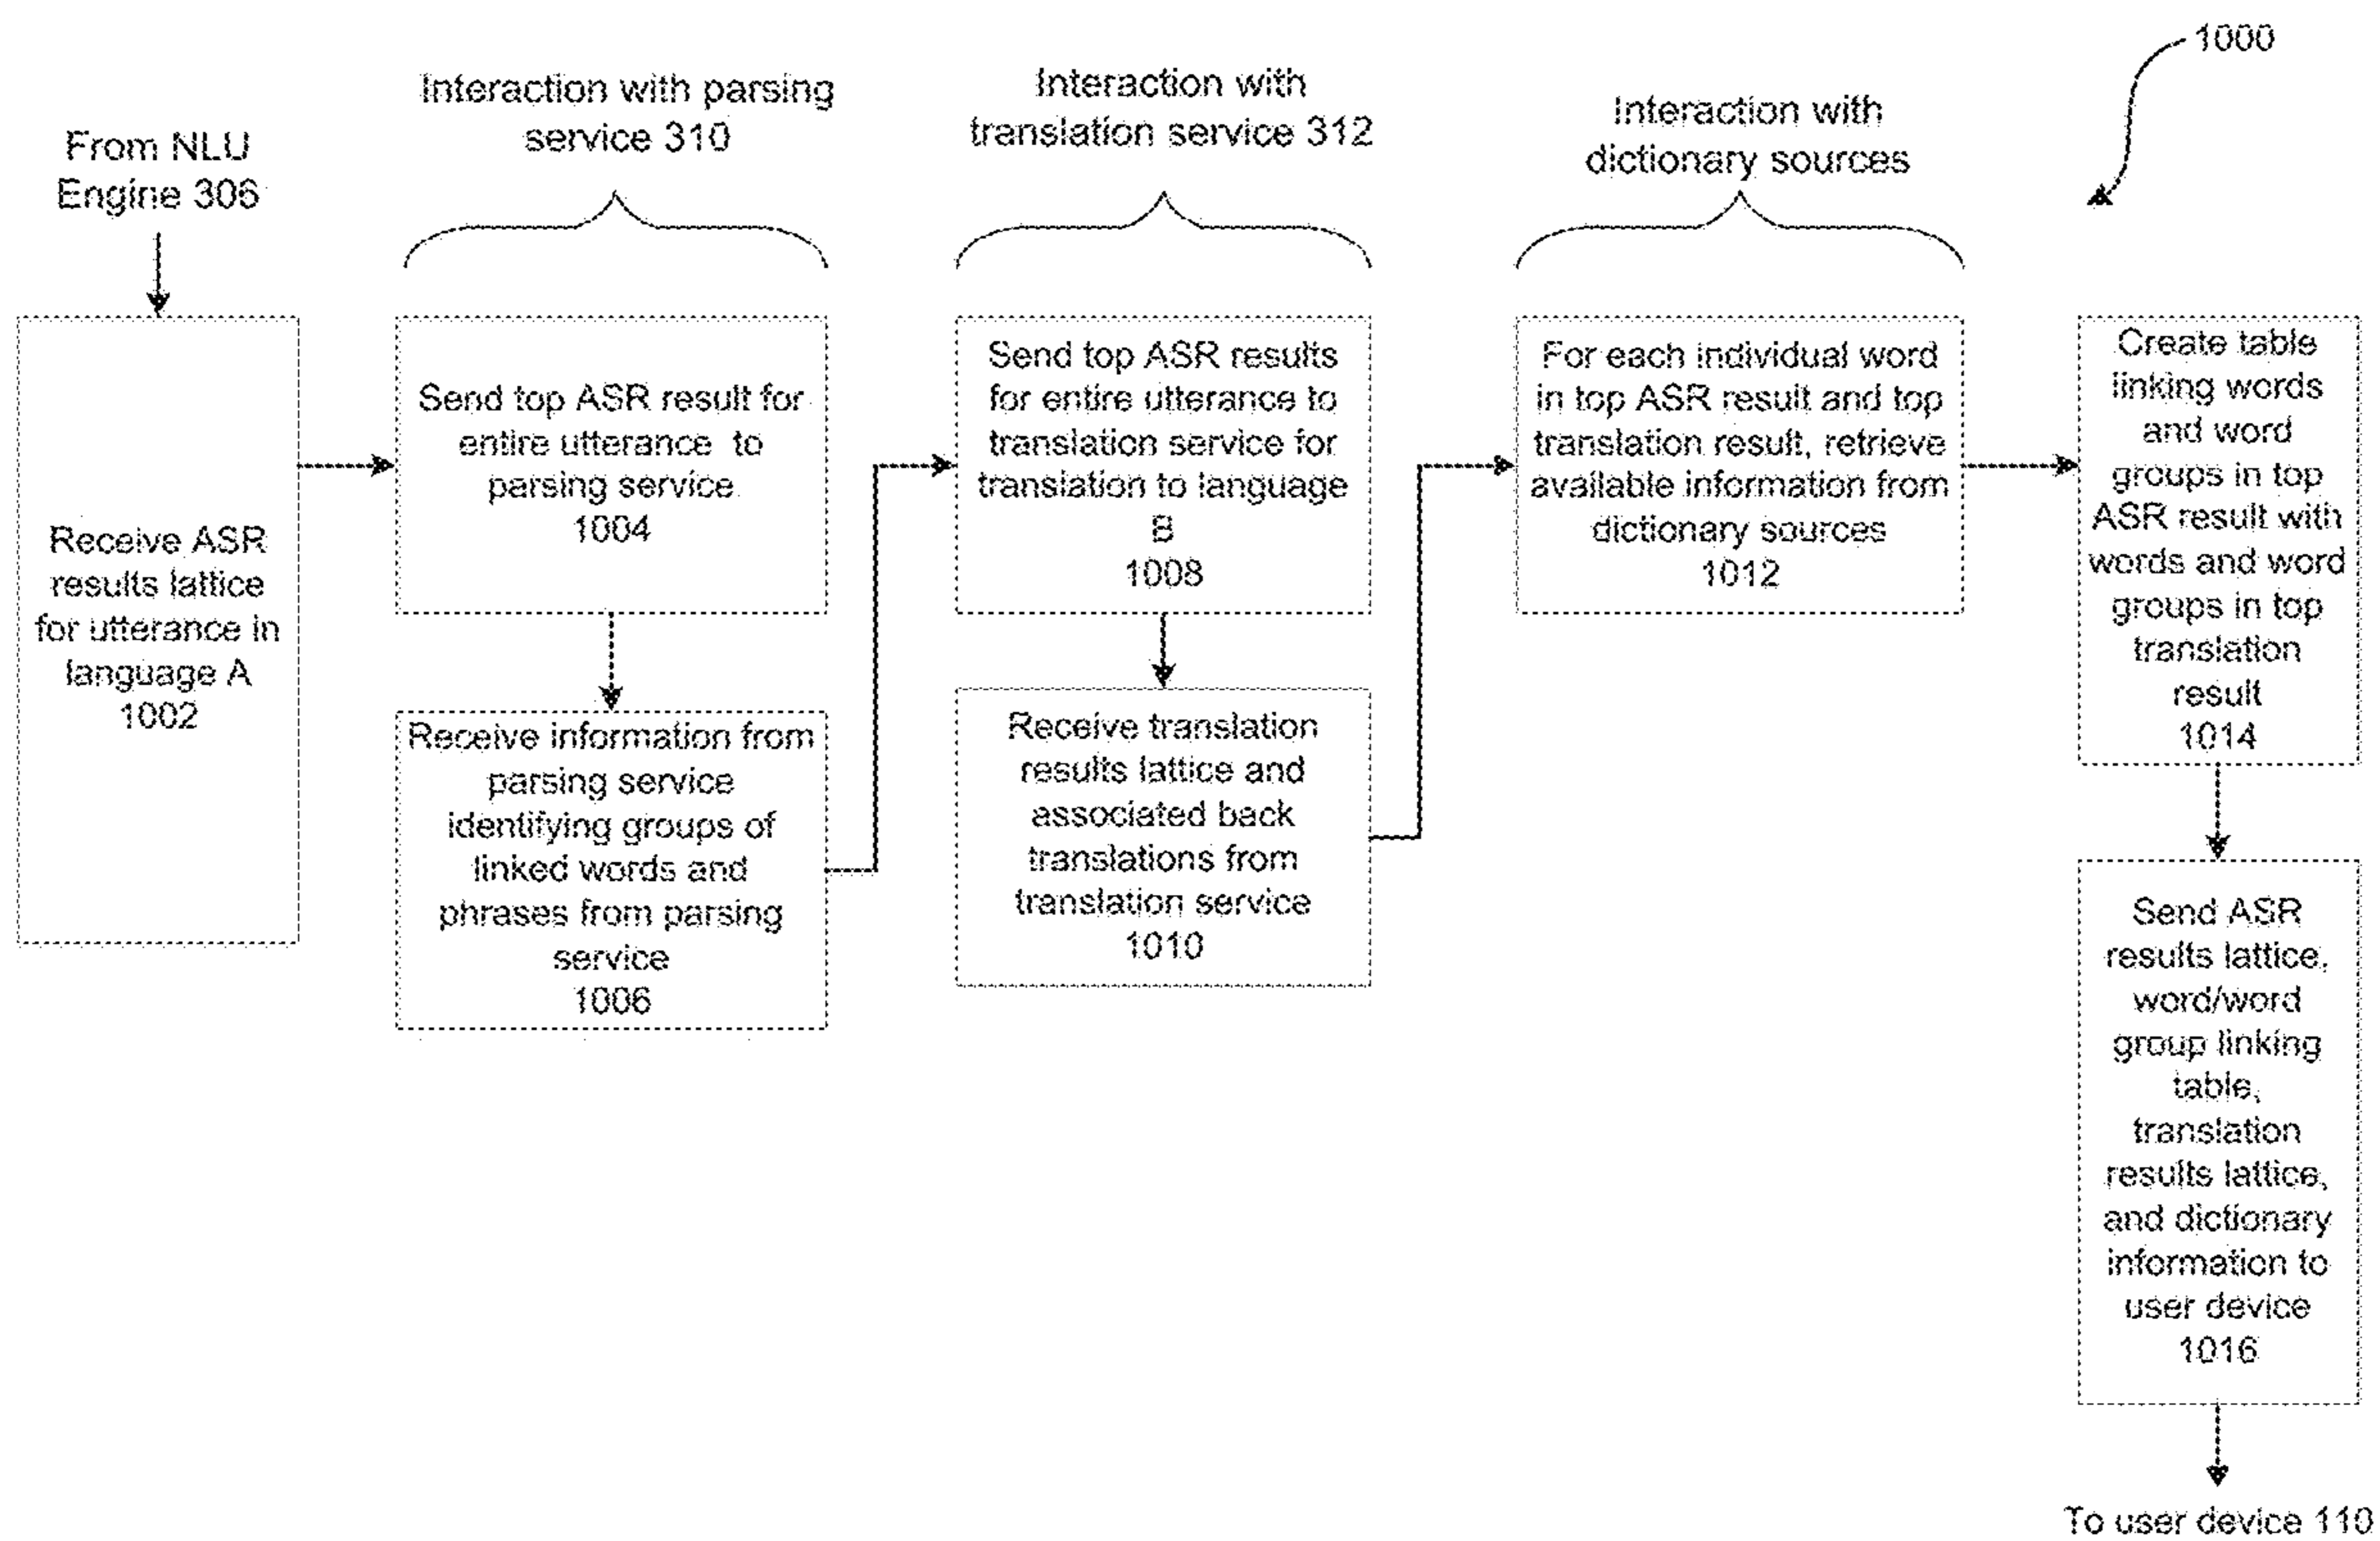 1000
From NLU
Engine 306
Interaction with parsing
service 310
Interaction with
translation service 312
Interaction with
dictionary sources
Receive ASR
results lattice
for utterance in
language A
1002
Send top ASR result for
entire utterance to
parsing service.
1004
Receive information from
parsing service
identifying groups of
linked words and
phrases from parsing
service
1006
Send top ASR results
for entire utterance to
translation service for
translation to language
B
1008
Receive translation
results lattice and
associated back
translations from
translation service
1010
For each individual word
in top ASR result and top
translation result, retrieve
available information from
dictionary sources
1012
Create table
linking words
and word
groups in top
ASR result with
words and word
groups in top
translation
result
1014
Send ASR
results lattice,
word/word
group linking
table,
translation
results lattice,
and dictionary
information to
user device
1016
To user device 110